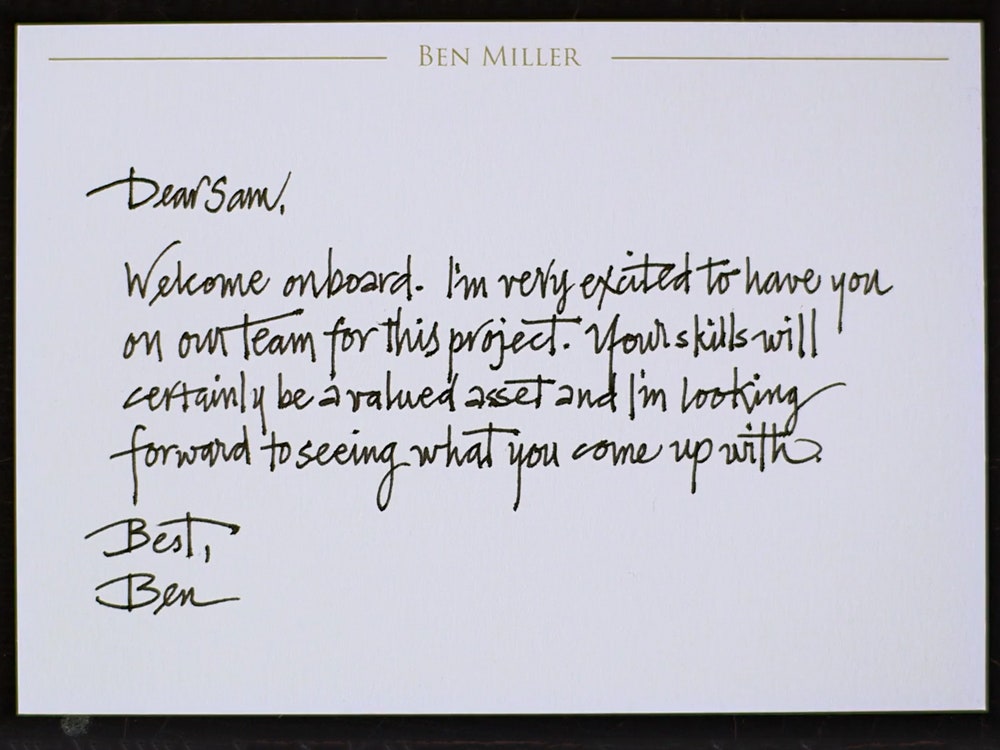 BEN MILLER
Dear Sam,
Welcome onboard. I'm very excited to have you
on our team for this project. Your skills will
certainly be a valued asset and I'm looking
forward to seeing what you come up with.
Best,
Ben